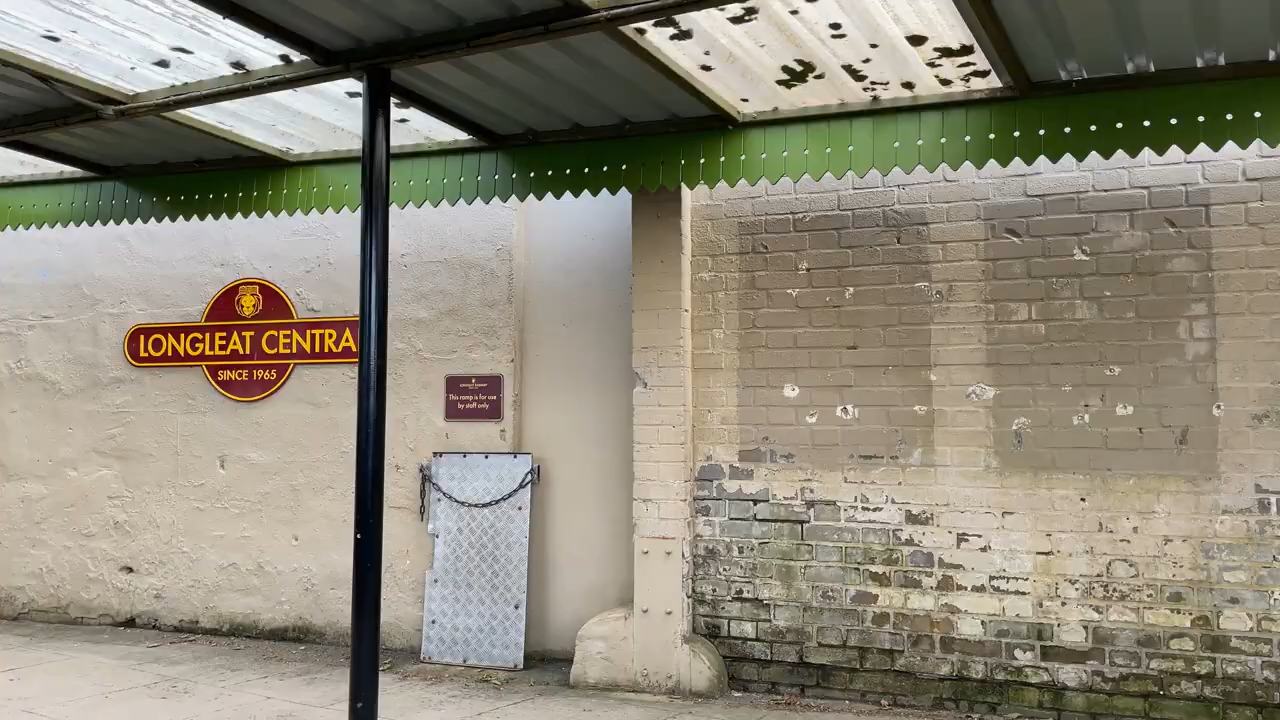 LONGLEAT CENTRA
SINCE 1965
This ramp is for use
by staff only